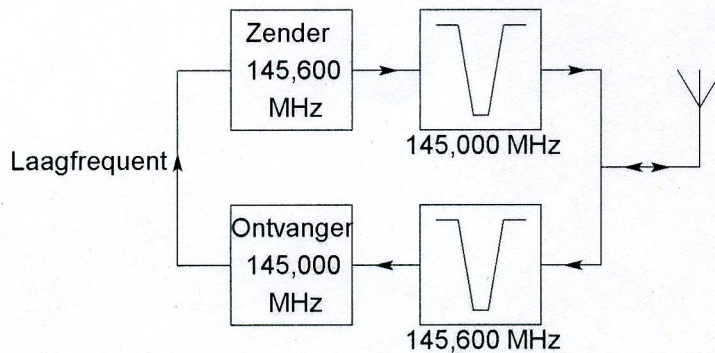 Zender
145,600
MHz
145,000 MHz
Laagfrequent
Ontvanger
145,000
MHz
145,600 MHz